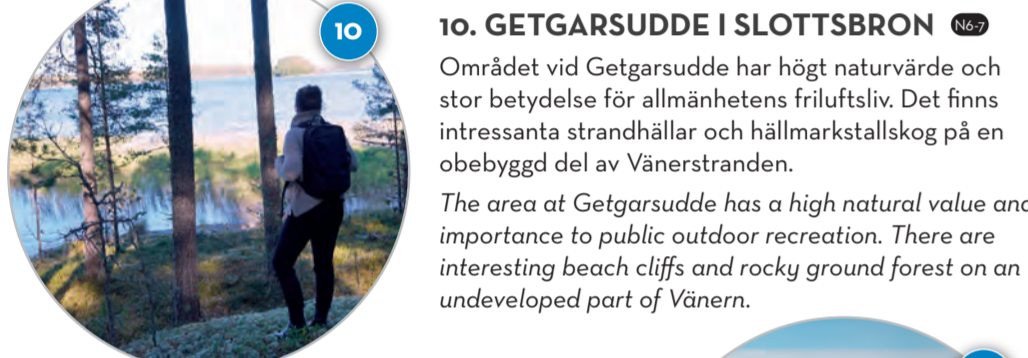 10
10. GETGARSUDDE I SLOTTSBRON N6-7
Området vid Getgarsudde har högt naturvärde och
stor betydelse för allmänhetens friluftsliv. Det finns
intressanta strandhällar och hällmarkstallskog på en
obebyggd del av Vänerstranden.
The area at Getgarsudde has a high natural value and
importance to public outdoor recreation. There are
interesting beach cliffs and rocky ground forest on an
undeveloped part of Vänern.